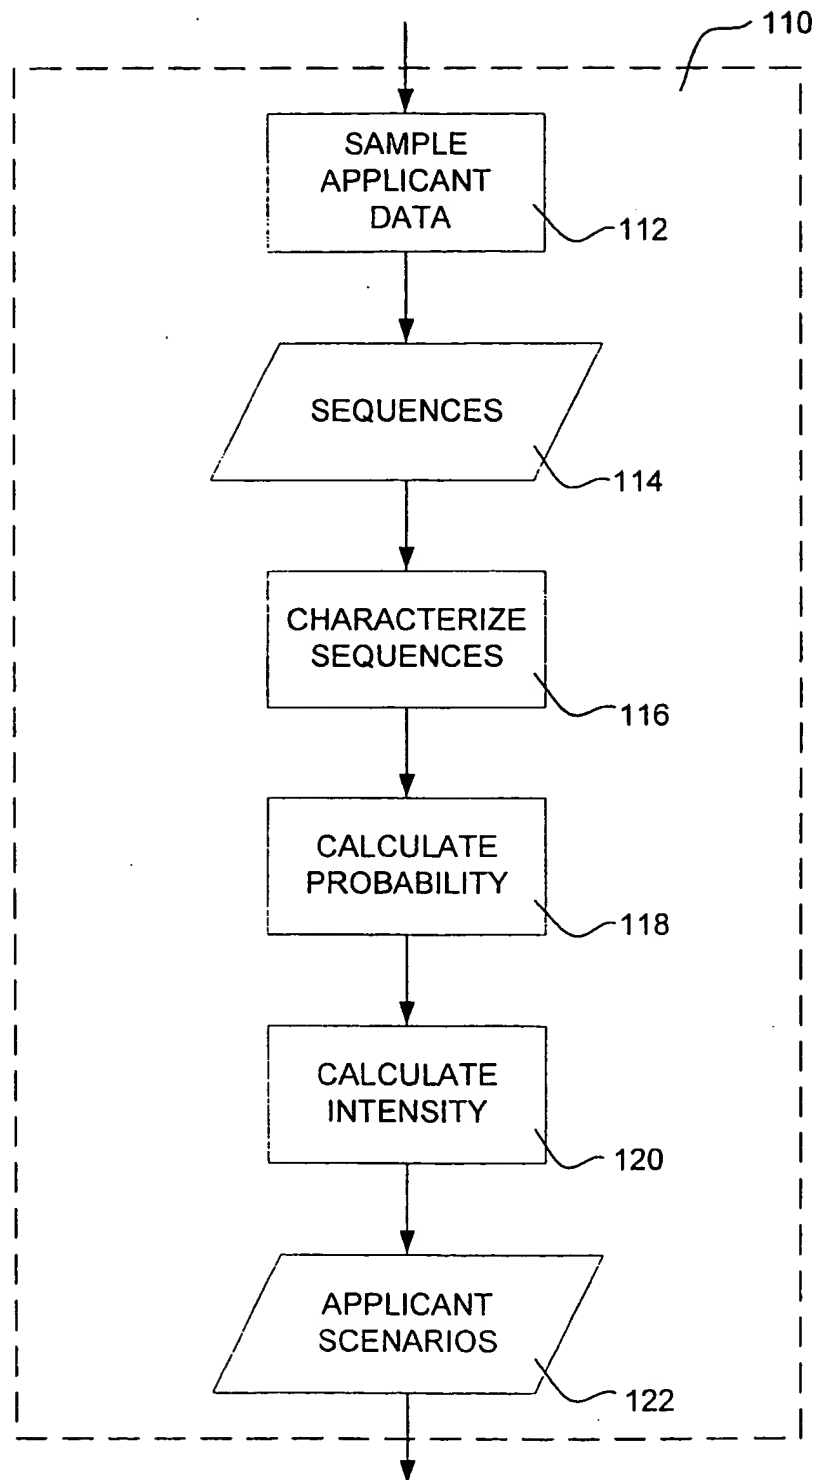 110
SAMPLE
APPLICANT
DATA
112
SEQUENCES
114
CHARACTERIZE
SEQUENCES
116
CALCULATE
PROBABILITY
118
CALCULATE
INTENSITY
120
APPLICANT
SCENARIOS
122